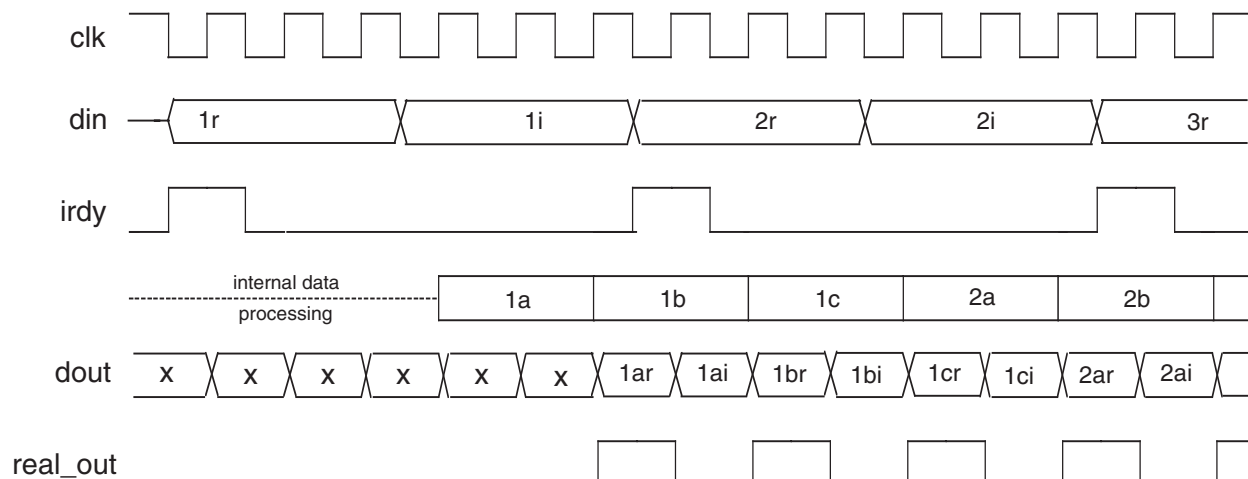 clk
din 1r 1i 2r 2i 3r
irdy
internal data
processing
1a 1b 1c 2a 2b
dout x x x x x x 1ar 1ai 1br 1bi 1cr 1ci 2ar 2ai
real_out